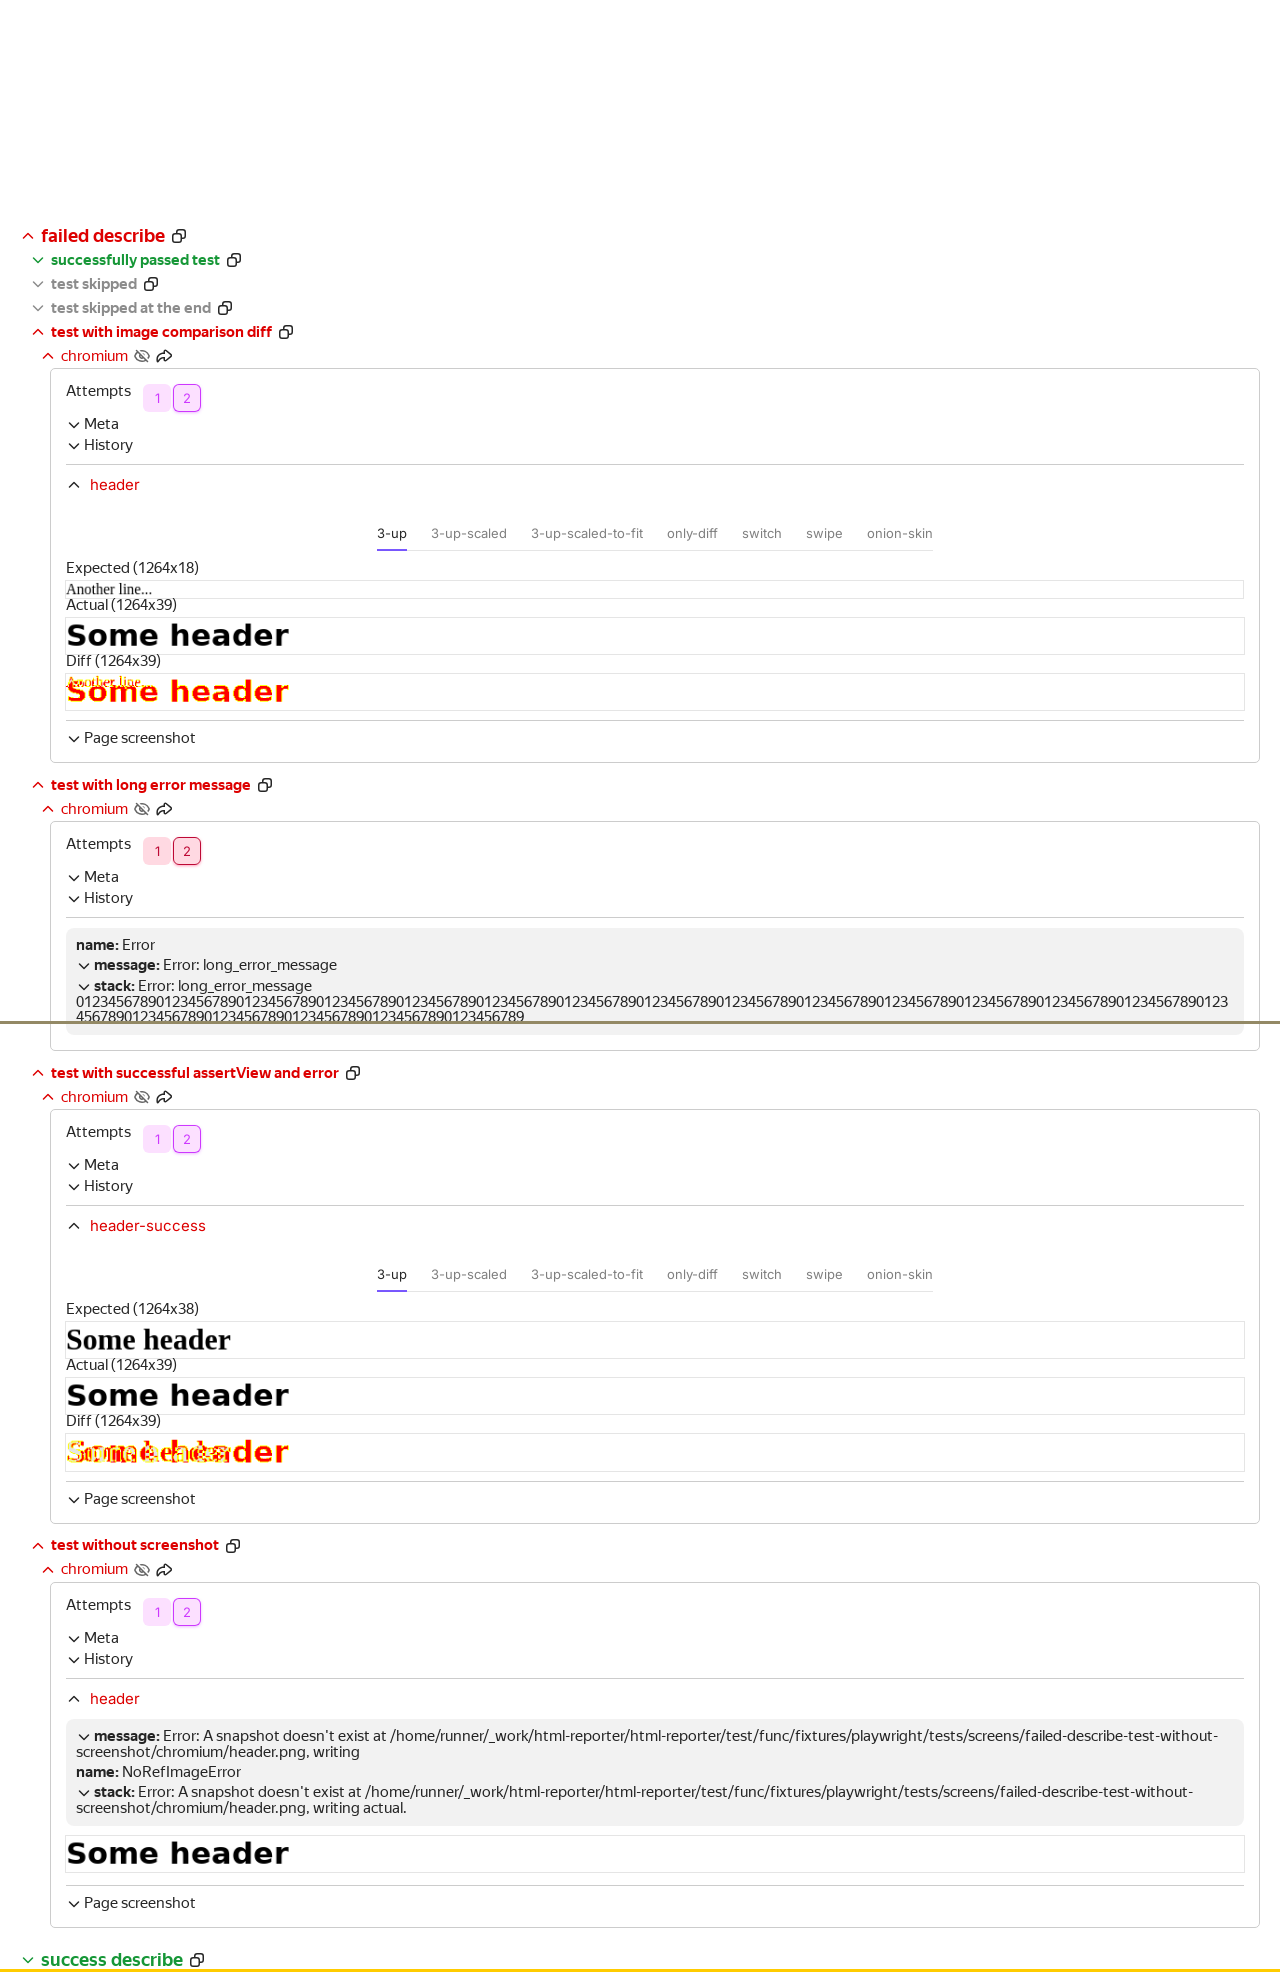 failed describe
successfully passed test
test skipped
test skipped at the end
test with image comparison diff
chromium
Attempts 1 2
Meta
History
header
3-up 3-up-scaled 3-up-scaled-to-fit only-diff switch swipe onion-skin
Expected (1264x18)
Another line...
Actual (1264x39)
Some header
Diff (1264x39)
Another line...
Some header
Page screenshot
test with long error message
chromium
Attempts 1 2
Meta
History
name: Error
message: Error: long_error_message
stack: Error: long_error_message
test with successful assertView and error
chromium
Attempts 1 2
Meta
History
header-success
3-up 3-up-scaled 3-up-scaled-to-fit only-diff switch swipe onion-skin
Expected (1264x38)
Some header
Actual (1264x39)
Some header
Diff (1264x39)
Some header
Page screenshot
test without screenshot
chromium
Attempts 1 2
Meta
History
header
message: Error: A snapshot doesn't exist at /home/runner/_work/html-reporter/html-reporter/test/func/fixtures/playwright/tests/screens/failed-describe-test-without-
screenshot/chromium/header.png, writing
name: NoRefImageError
stack: Error: A snapshot doesn't exist at /home/runner/_work/html-reporter/html-reporter/test/func/fixtures/playwright/tests/screens/failed-describe-test-without-
screenshot/chromium/header.png, writing actual.
Some header
Page screenshot
success describe